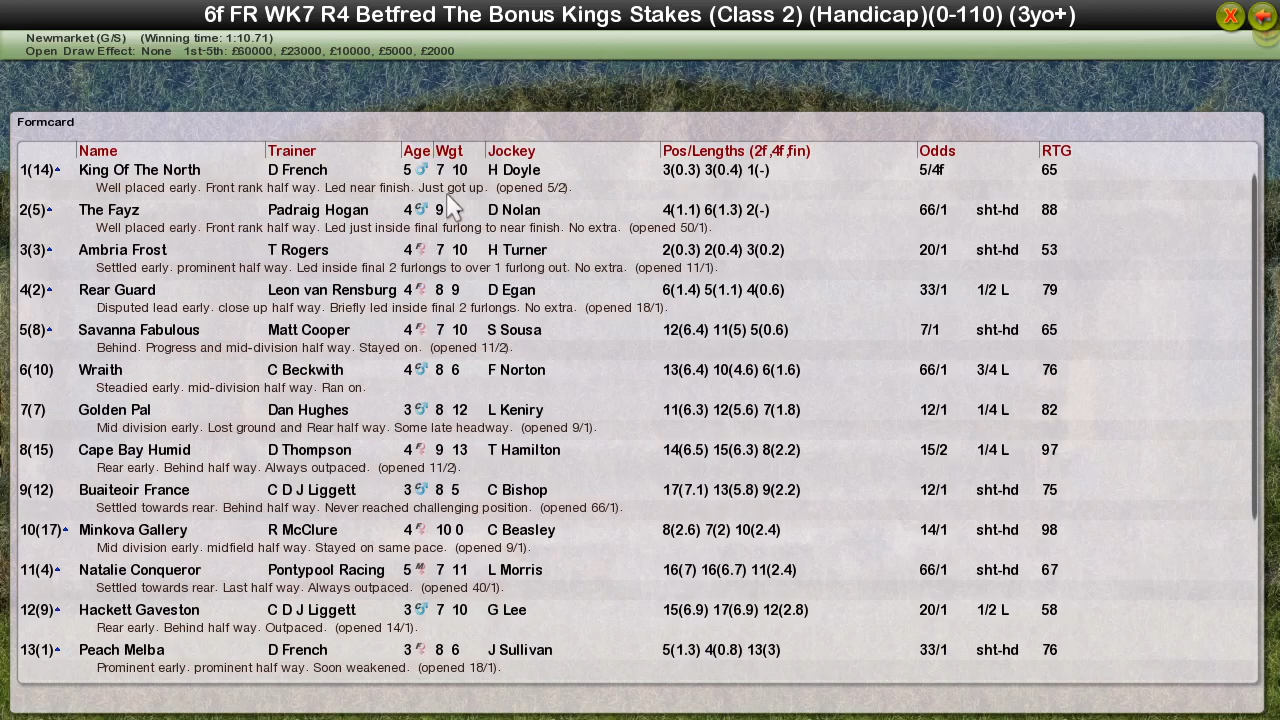 6f FR WK7 R4 Betfred The Bonus Kings Stakes (Class 2) (Handicap)(0-110) (3yo+)
Newmarket (G/S) (Winning time: 1:10.71)
Open Draw Effect: None 1st-5th: £60000, £23000, £10000, £5000, £2000
Formcard
Name Trainer Age Wgt Jockey Pos/Lengths (2f,4f,fin) Odds RTG
1(14) King Of The North D French 5 7 10 H Doyle 3(0.3) 3(0.4) 1(-) 5/4f 65
Well placed early. Front rank half way. Led near finish. Just got up. (opened 5/2).
2(5) The Fayz Padraig Hogan 4 9 D Nolan 4(1.1) 6(1.3) 2(-) 66/1 sht-hd 88
Well placed early. Front rank half way. Led just inside final furlong to near finish. No extra. (opened 50/1).
3(3) Ambria Frost T Rogers 4 7 10 H Turner 2(0.3) 2(0.4) 3(0.2) 20/1 sht-hd 53
Settled early. prominent half way. Led inside final 2 furlongs to over 1 furlong out. No extra. (opened 11/1).
4(2) Rear Guard Leon van Rensburg 4 8 9 D Egan 6(1.4) 5(1.1) 4(0.6) 33/1 1/2 L 79
Disputed lead early. close up half way. Briefly led inside final 2 furlongs. No extra. (opened 18/1).
5(8) Savanna Fabulous Matt Cooper 4 7 10 S Sousa 12(6.4) 11(5) 5(0.6) 7/1 sht-hd 65
Behind. Progress and mid-division half way. Stayed on. (opened 11/2).
6(10) Wraith C Beckwith 4 8 6 F Norton 13(6.4) 10(4.6) 6(1.6) 66/1 3/4 L 76
Steadied early. mid-division half way. Ran on.
7(7) Golden Pal Dan Hughes 3 8 12 L Keniry 11(6.3) 12(5.6) 7(1.8) 12/1 1/4 L 82
Mid division early. Lost ground and Rear half way. Some late headway. (opened 9/1).
8(15) Cape Bay Humid D Thompson 4 9 13 T Hamilton 14(6.5) 15(6.3) 8(2.2) 15/2 1/4 L 97
Rear early. Behind half way. Always outpaced. (opened 11/2).
9(12) Buaiteoir France C D J Liggett 3 8 5 C Bishop 17(7.1) 13(5.8) 9(2.2) 12/1 sht-hd 75
Settled towards rear. Behind half way. Never reached challenging position. (opened 66/1).
10(17) Minkova Gallery R McClure 4 10 0 C Beasley 8(2.6) 7(2) 10(2.4) 14/1 sht-hd 98
Mid division early. midfield half way. Stayed on same pace. (opened 9/1).
11(4) Natalie Conqueror Pontypool Racing 5 7 11 L Morris 16(7) 16(6.7) 11(2.4) 66/1 sht-hd 67
Settled towards rear. Last half way. Always outpaced. (opened 40/1).
12(9) Hackett Gaveston C D J Liggett 3 7 10 G Lee 15(6.9) 17(6.9) 12(2.8) 20/1 1/2 L 58
Rear early. Behind half way. Outpaced. (opened 14/1).
13(1) Peach Melba D French 3 8 6 J Sullivan 5(1.3) 4(0.8) 13(3) 33/1 sht-hd 76
Prominent early. prominent half way. Soon weakened. (opened 18/1).